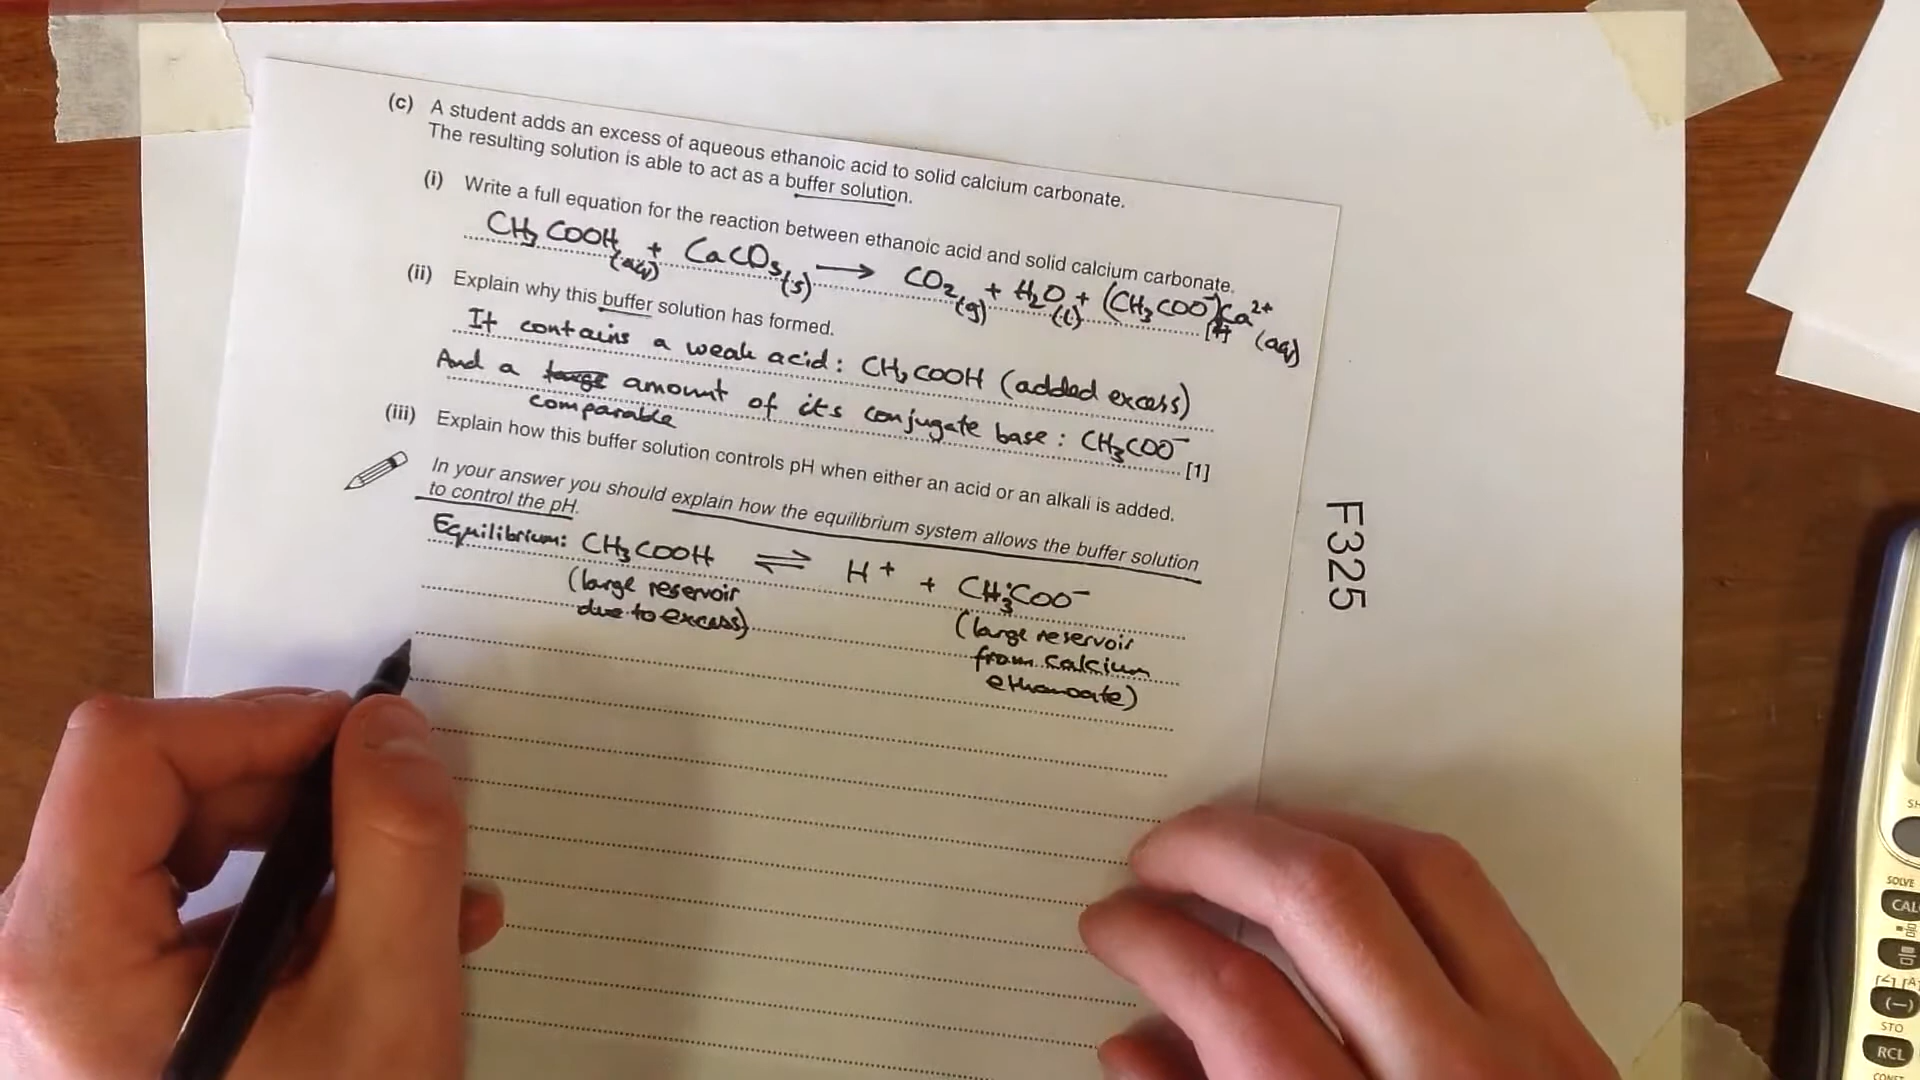 (c) A student adds an excess of aqueous ethanoic acid to solid calcium carbonate.
The resulting solution is able to act as a buffer solution.
(i) Write a full equation for the reaction between ethanoic acid and solid calcium carbonate.
CH3COOH(aq) + CaCO3(s) → CO2(g) + H2O(l) + (CH3COO⁻)Ca²⁺(aq)
(ii) Explain why this buffer solution has formed.
It contains a weak acid: CH3COOH (added excess)
And a amount of its conjugate base: CH3COO⁻
comparable
[1]
(iii) Explain how this buffer solution controls pH when either an acid or an alkali is added.
In your answer you should explain how the equilibrium system allows the buffer solution
to control the pH.
Equilibrium: CH3COOH ⇌ H⁺ + CH3COO⁻
(large reservoir
due to excess)
(large reservoir
from calcium
ethanoate)
F325
SOLVE
STO
RCL